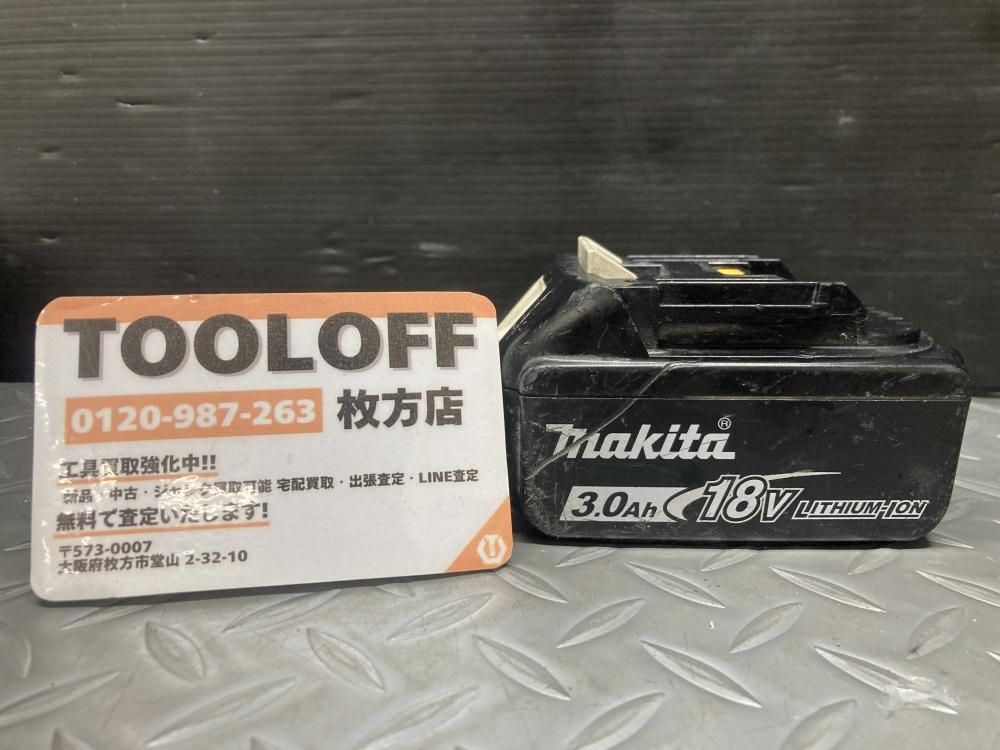 TOOLOFF
0120-987-263 枚方店
工具買取強化中!!
新品・中古・ジャンク買取可能 宅配買取・出張査定・LINE査定
無料で査定いたします!
〒573-0007
大阪府枚方市堂山 2-32-10
makita®
3.0Ah 18V LITHIUM-ION